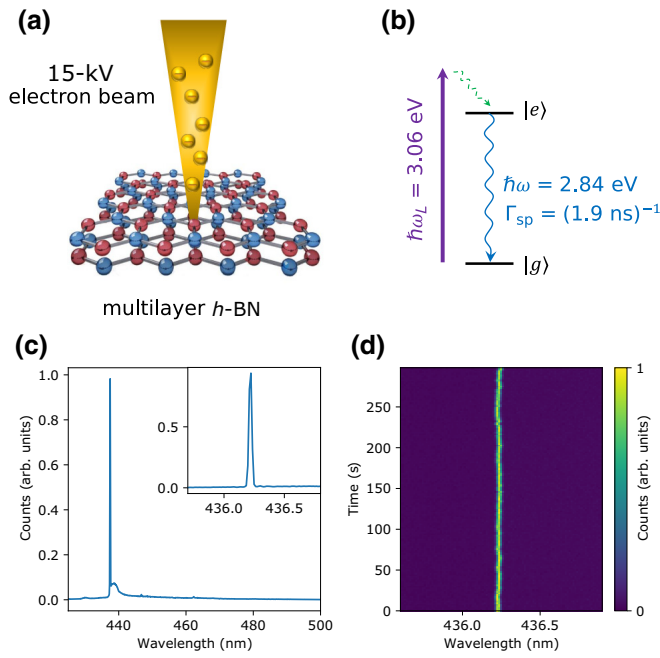 (a)
15-kV
electron beam
multilayer h-BN
(b)
|e⟩
ℏω_L = 3.06 eV
ℏω = 2.84 eV
Γ_sp = (1.9 ns)⁻¹
|g⟩
(c)
1.0
0.8
0.6
0.4
0.2
0.0
Counts (arb. units)
440
460
480
500
Wavelength (nm)
0.5
0.0
436.0
436.5
(d)
250
200
150
100
50
0
Time (s)
436.0
436.5
Wavelength (nm)
1
0
Counts (arb. units)